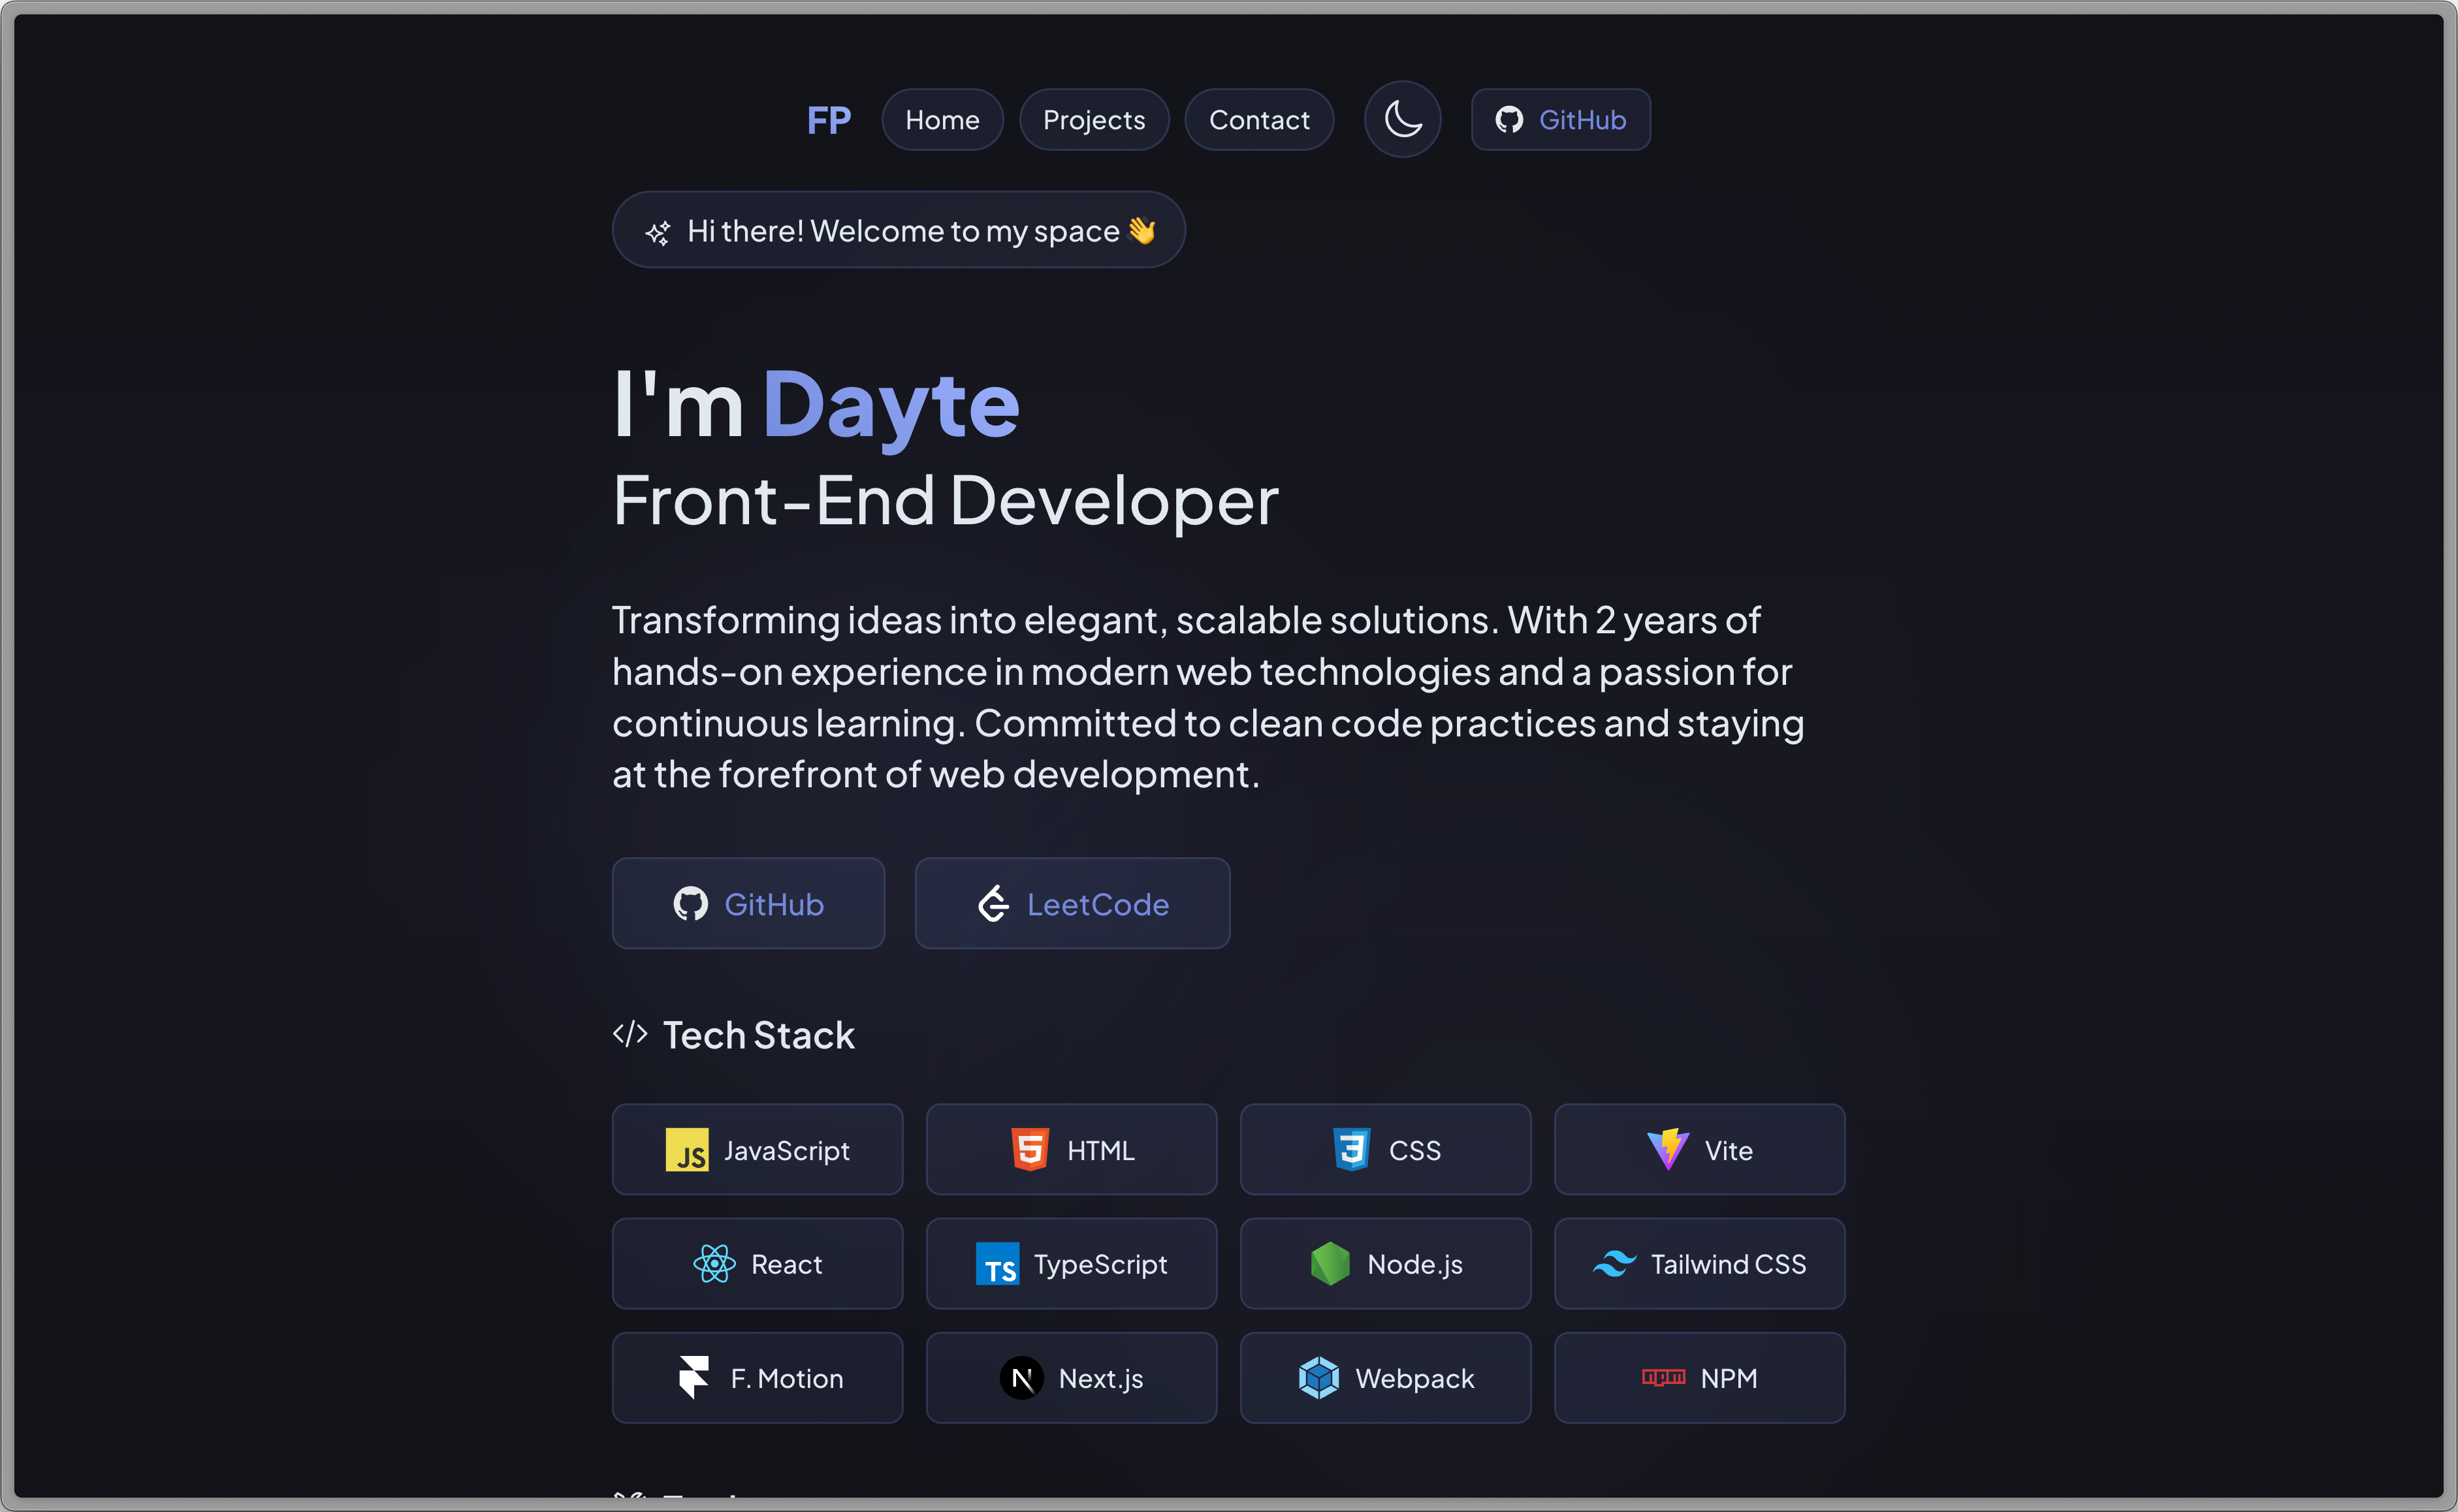 FP Home Projects Contact GitHub
Hi there! Welcome to my space 👋
I'm Dayte
Front-End Developer
Transforming ideas into elegant, scalable solutions. With 2 years of
hands-on experience in modern web technologies and a passion for
continuous learning. Committed to clean code practices and staying
at the forefront of web development.
GitHub LeetCode
</> Tech Stack
JS JavaScript 5 HTML 3 CSS Vite
React TS TypeScript Node.js Tailwind CSS
F. Motion N Next.js Webpack npm NPM